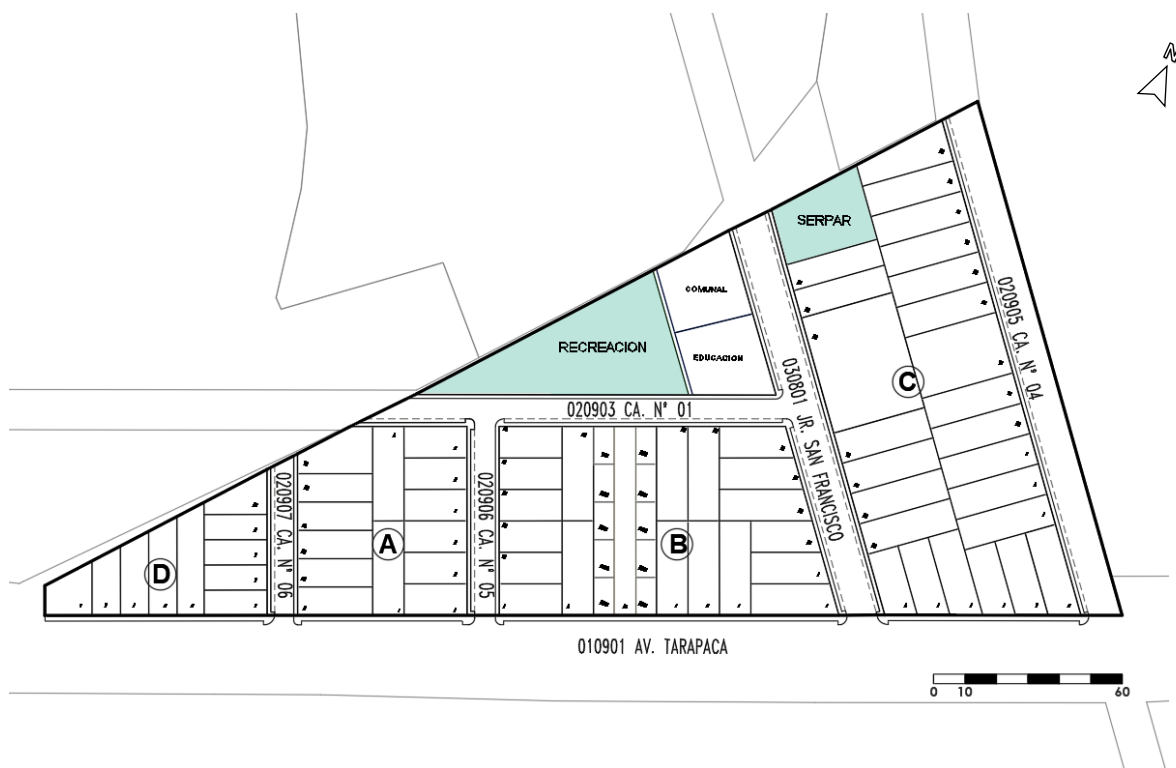 N
SERPAR
COMUNAL
RECREACION
EDUCACION
020905 CA. N° 04
030801 JR. SAN FRANCISCO
C
020903 CA. N° 01
020907 CA. N° 06
020906 CA. N° 05
A
B
D
010901 AV. TARAPACA
0 10 60